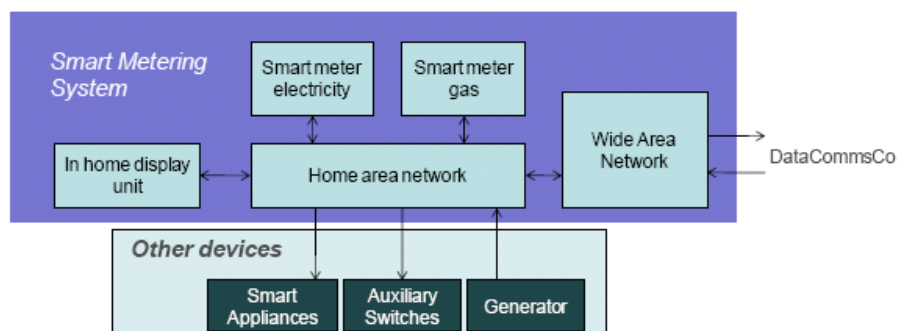 Smart Metering
System
Smart meter
electricity
Smart meter
gas
Wide Area
Network
DataCommsCo
In home display
unit
Home area network
Other devices
Smart
Appliances
Auxiliary
Switches
Generator